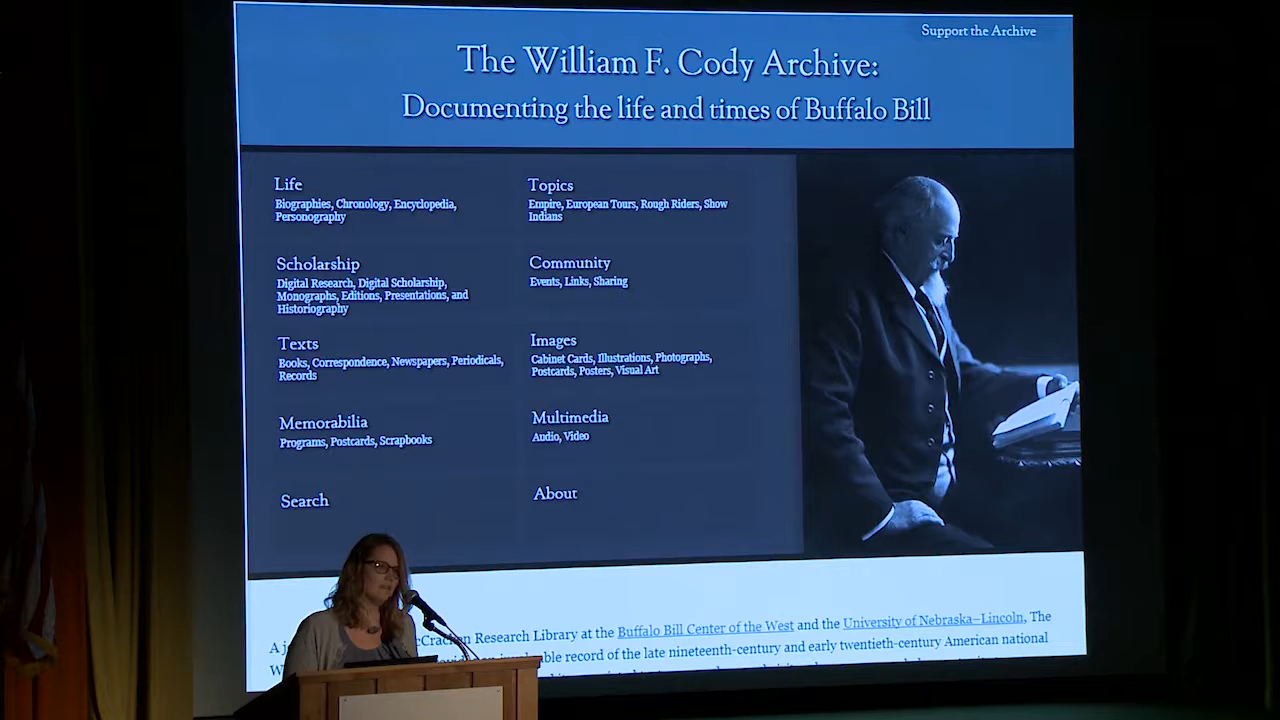 Support the Archive
The William F. Cody Archive:
Documenting the life and times of Buffalo Bill
Life
Biographies, Chronology, Encyclopedia,
Personography
Topics
Empire, European Tours, Rough Riders, Show
Indians
Scholarship
Digital Research, Digital Scholarship,
Monographs, Editions, Presentations, and
Historiography
Community
Events, Links, Sharing
Texts
Books, Correspondence, Newspapers, Periodicals,
Records
Images
Cabinet Cards, Illustrations, Photographs,
Postcards, Posters, Visual Art
Memorabilia
Programs, Postcards, Scrapbooks
Multimedia
Audio, Video
Search
About
A Research Library at the Buffalo Bill Center of the West and the University of Nebraska–Lincoln, The
record of the late nineteenth-century and early twentieth-century American national